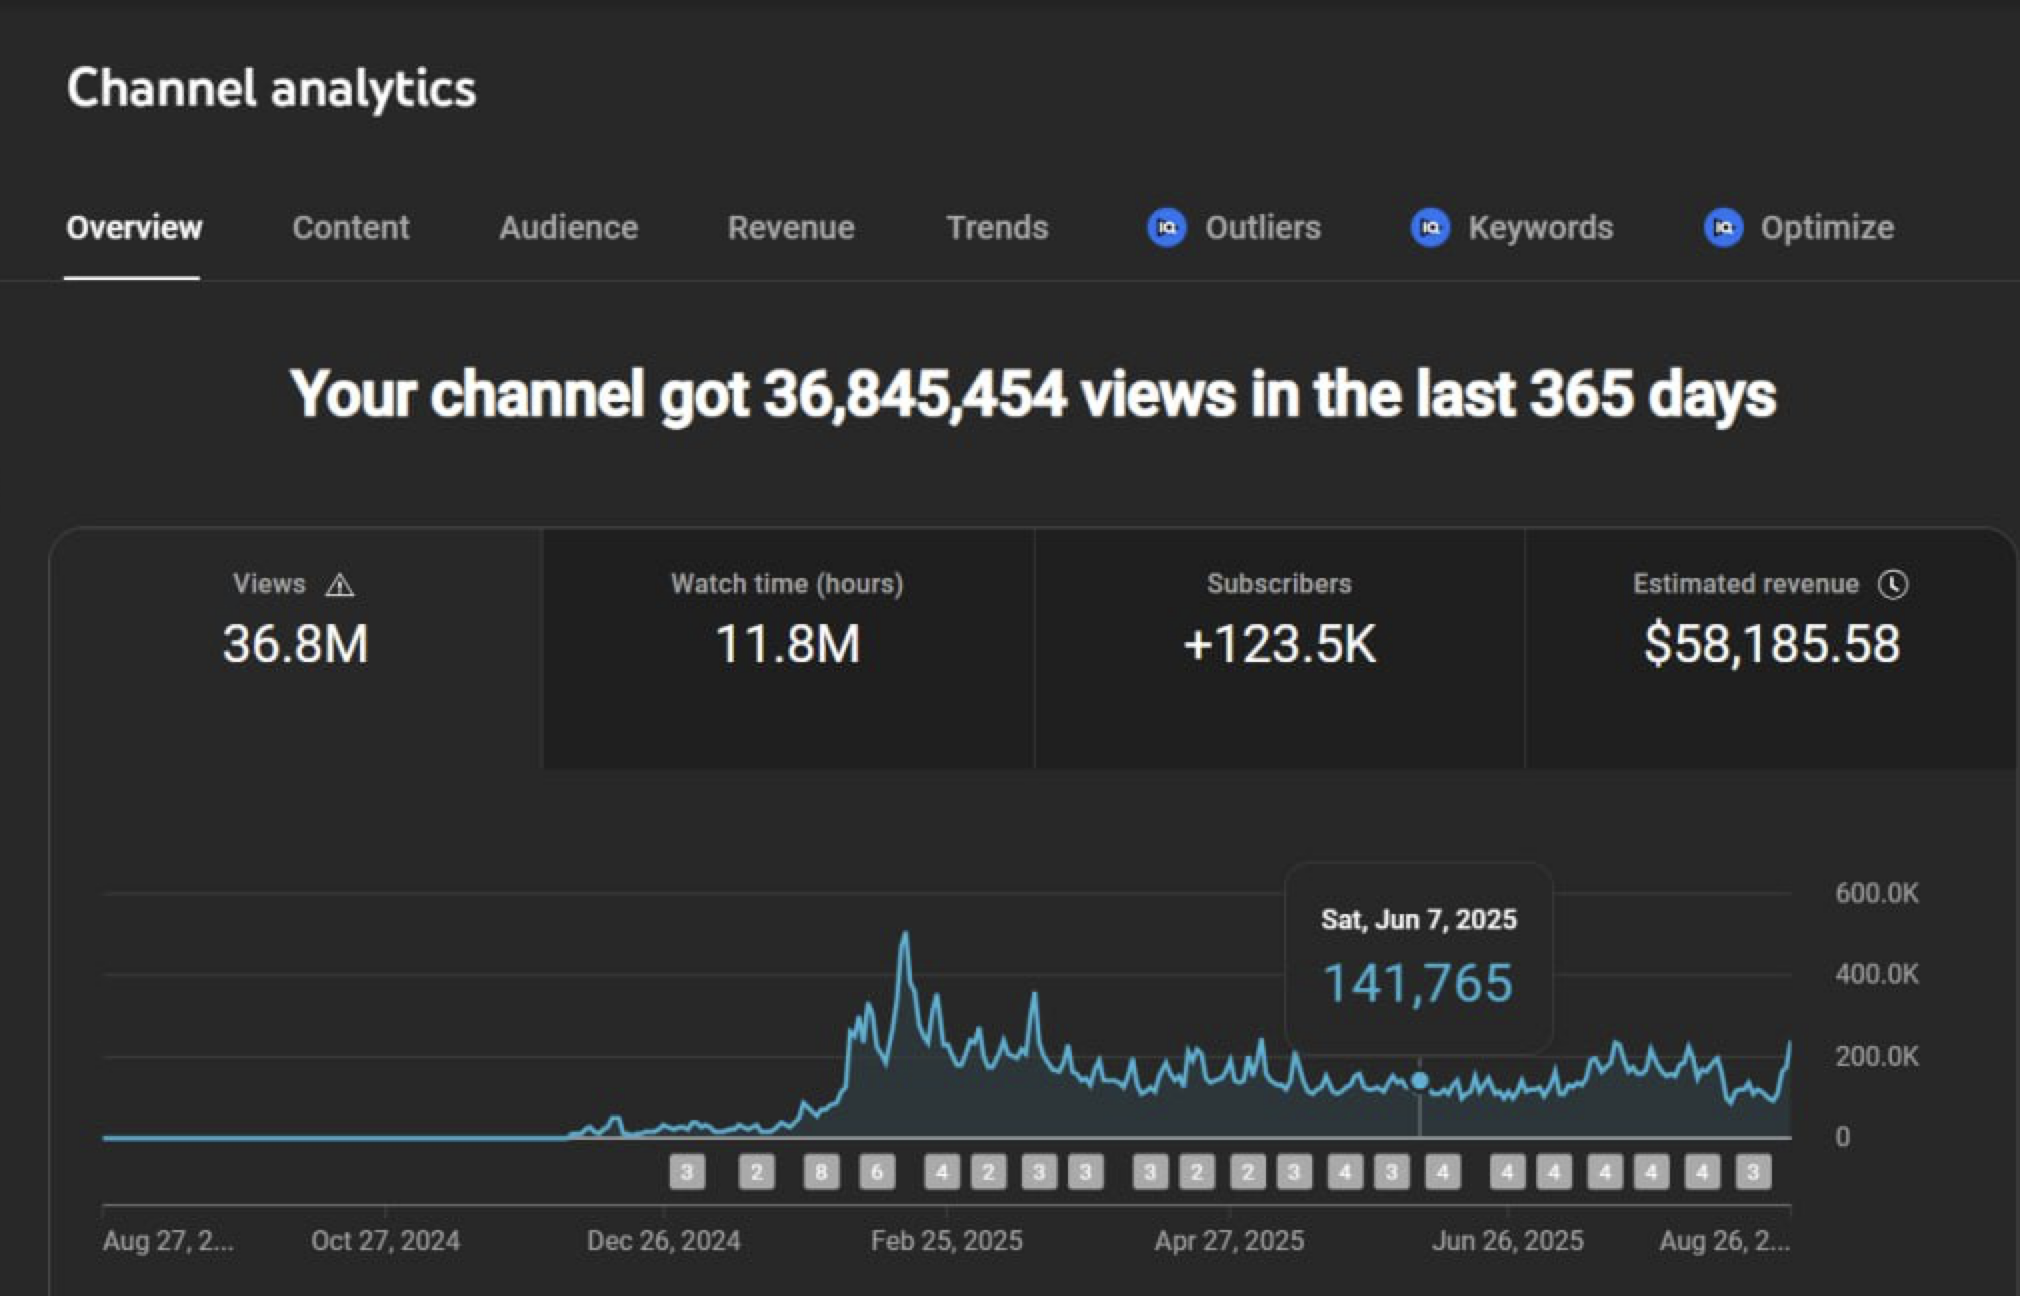 Channel analytics
Overview Content Audience Revenue Trends IQ Outliers IQ Keywords IQ Optimize
Your channel got 36,845,454 views in the last 365 days
Views Watch time (hours) Subscribers Estimated revenue
36.8M 11.8M +123.5K $58,185.58
600.0K
Sat, Jun 7, 2025
400.0K
141,765
200.0K
0
3 2 8 6 4 2 3 3 3 2 2 3 4 3 4 4 4 4 4 4 3
Aug 27, 2... Oct 27, 2024 Dec 26, 2024 Feb 25, 2025 Apr 27, 2025 Jun 26, 2025 Aug 26, 2...